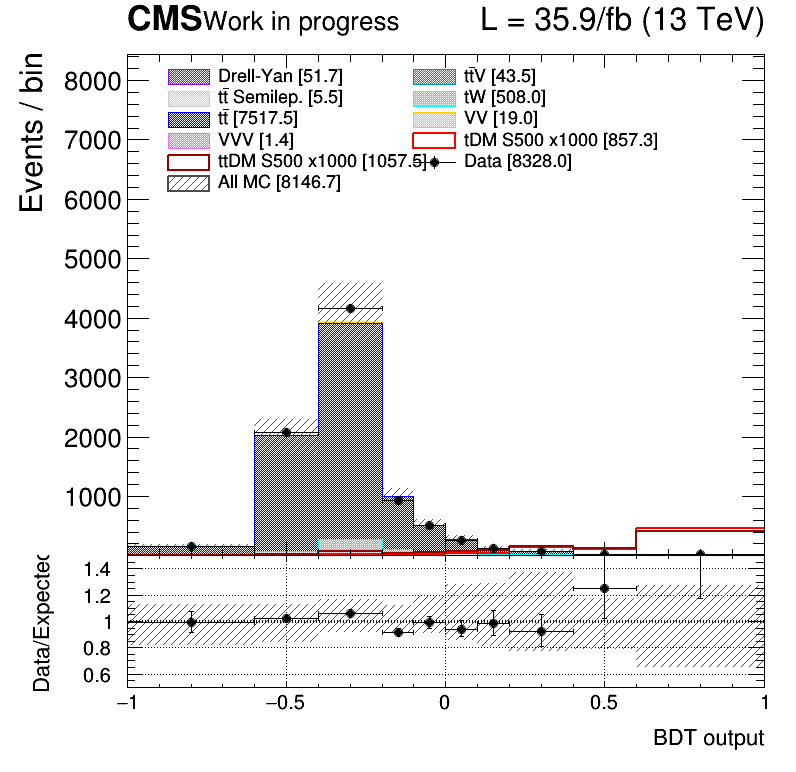 CMS Work in progress L = 35.9/fb (13 TeV)
Events / bin
8000
7000
6000
5000
4000
3000
2000
1000
Drell-Yan [51.7]
tt̄V [43.5]
tt̄ Semilep. [5.5]
tW [508.0]
tt̄ [7517.5]
VV [19.0]
VVV [1.4]
tDM S500 x1000 [857.3]
ttDM S500 x1000 [1057.5]
Data [8328.0]
All MC [8146.7]
Data/Expected
1.4
1.2
1
0.8
0.6
−1 −0.5 0 0.5 1
BDT output